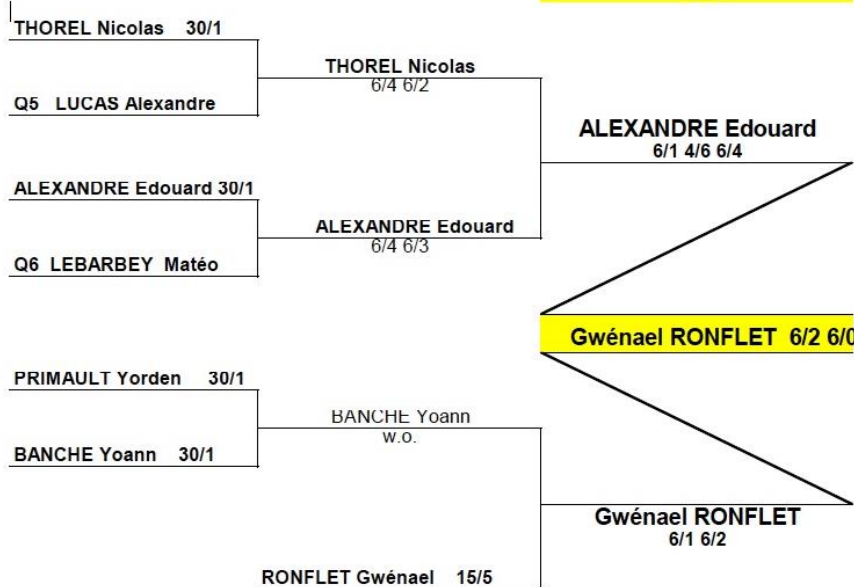 THOREL Nicolas 30/1
THOREL Nicolas
6/4 6/2
Q5 LUCAS Alexandre
ALEXANDRE Edouard
6/1 4/6 6/4
ALEXANDRE Edouard 30/1
ALEXANDRE Edouard
6/4 6/3
Q6 LEBARBEY Matéo
Gwénael RONFLET 6/2 6/0
PRIMAULT Yorden 30/1
BANCHE Yoann
w.o.
BANCHE Yoann 30/1
Gwénael RONFLET
6/1 6/2
RONFLET Gwénael 15/5